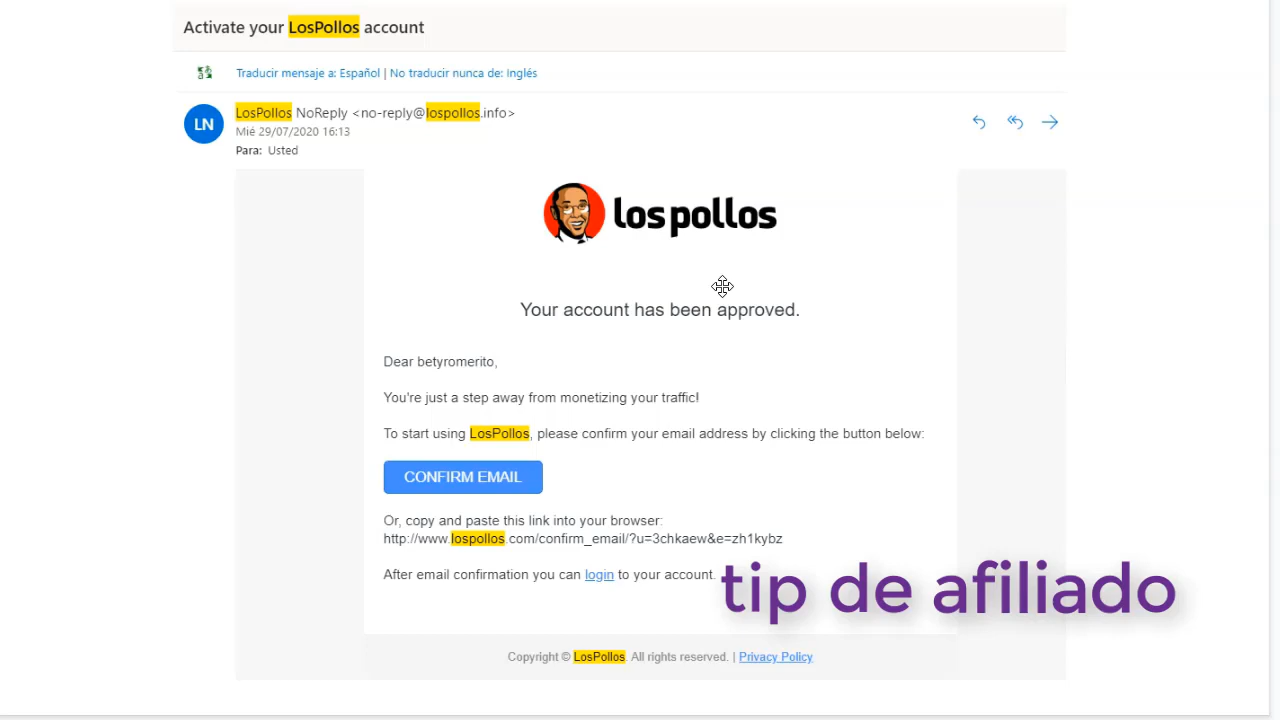 Activate your LosPollos account
Traducir mensaje a: Español | No traducir nunca de: Inglés
LN
LosPollos NoReply <no-reply@lospollos.info>
Mié 29/07/2020 16:13
Para: Usted
los pollos
Your account has been approved.
Dear betyromerito,
You're just a step away from monetizing your traffic!
To start using LosPollos, please confirm your email address by clicking the button below:
CONFIRM EMAIL
Or, copy and paste this link into your browser:
http://www.lospollos.com/confirm_email/?u=3chkaew&e=zh1kybz
After email confirmation you can login to your account.
tip de afiliado
Copyright © LosPollos. All rights reserved. | Privacy Policy